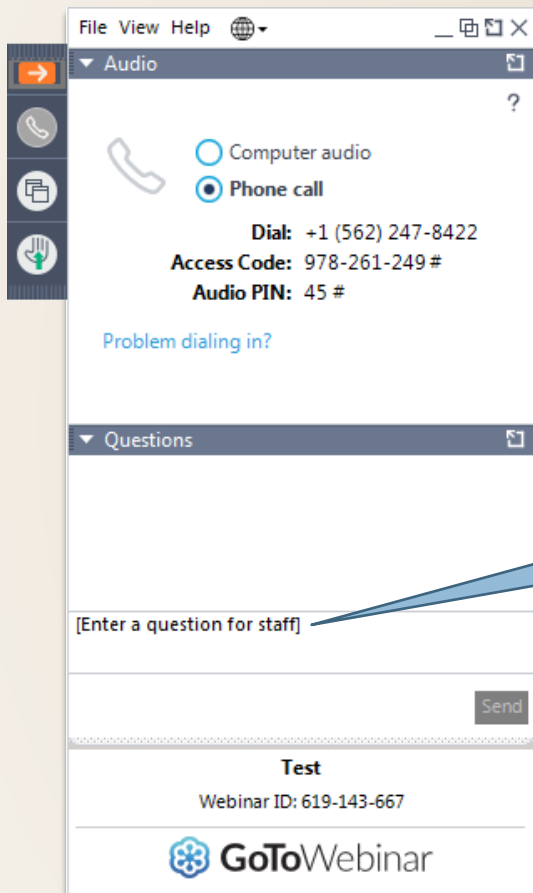 File View Help
Audio
?
Computer audio
Phone call
Dial: +1 (562) 247-8422
Access Code: 978-261-249 #
Audio PIN: 45 #
Problem dialing in?
Questions
[Enter a question for staff]
Send
Test
Webinar ID: 619-143-667
GoToWebinar